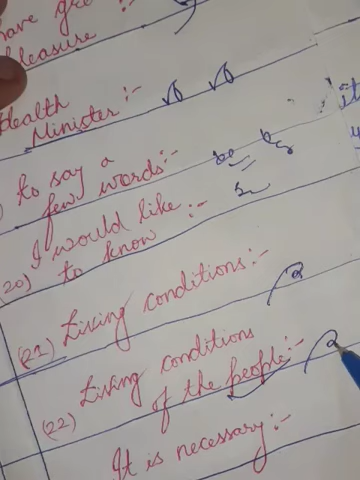 have
pleasure
Health
Minister :-
to say a
few words :-
(20) I would like
to know :-
(21) Living conditions :-
(22) Living conditions
of the people :-
It is necessary :-